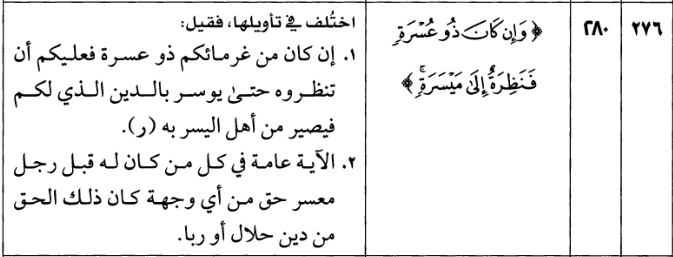 ٢٧٦
٢٨٠
﴿ وَإِن كَانَ ذُو عُسْرَةٍ
فَنَظِرَةٌ إِلَىٰ مَيْسَرَةٍ ۚ ﴾
اختُلف في تأويلها، فقيل:
١. إن كان من غرمائكم ذو عسرة فعليكم أن
تنظروه حتىٰ يوسر بالدين الذي لكم
فيصير من أهل اليسر به (ر).
٢. الآية عامة في كل من كان له قبل رجل
معسر حق من أي وجهة كان ذلك الحق
من دين حلال أو ربا.